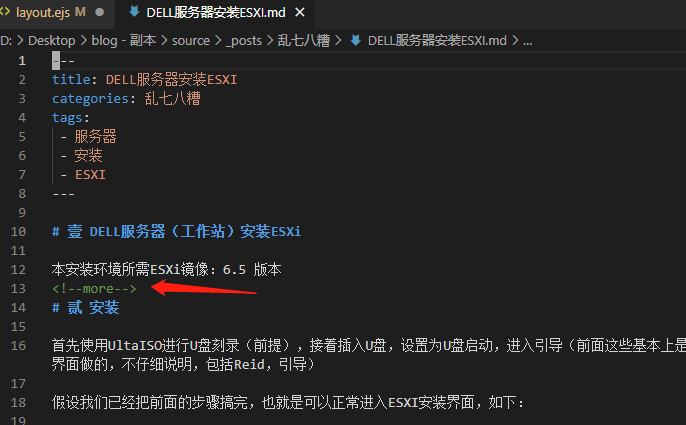 layout.ejs M
DELL服务器安装ESXI.md
D: > Desktop > blog - 副本 > source > _posts > 乱七八糟 > DELL服务器安装ESXI.md > ...
1 ---
2 title: DELL服务器安装ESXI
3 categories: 乱七八糟
4 tags:
5 - 服务器
6 - 安装
7 - ESXI
8 ---
9
10 # 壹 DELL服务器（工作站）安装ESXi
11
12 本安装环境所需ESXi镜像：6.5 版本
13 <!--more-->
14 # 贰 安装
15
16 首先使用UltaISO进行U盘刻录（前提），接着插入U盘，设置为U盘启动，进入引导（前面这些基本上是
界面做的，不仔细说明，包括Reid，引导）
17
18 假设我们已经把前面的步骤搞完，也就是可以正常进入ESXI安装界面，如下：
19